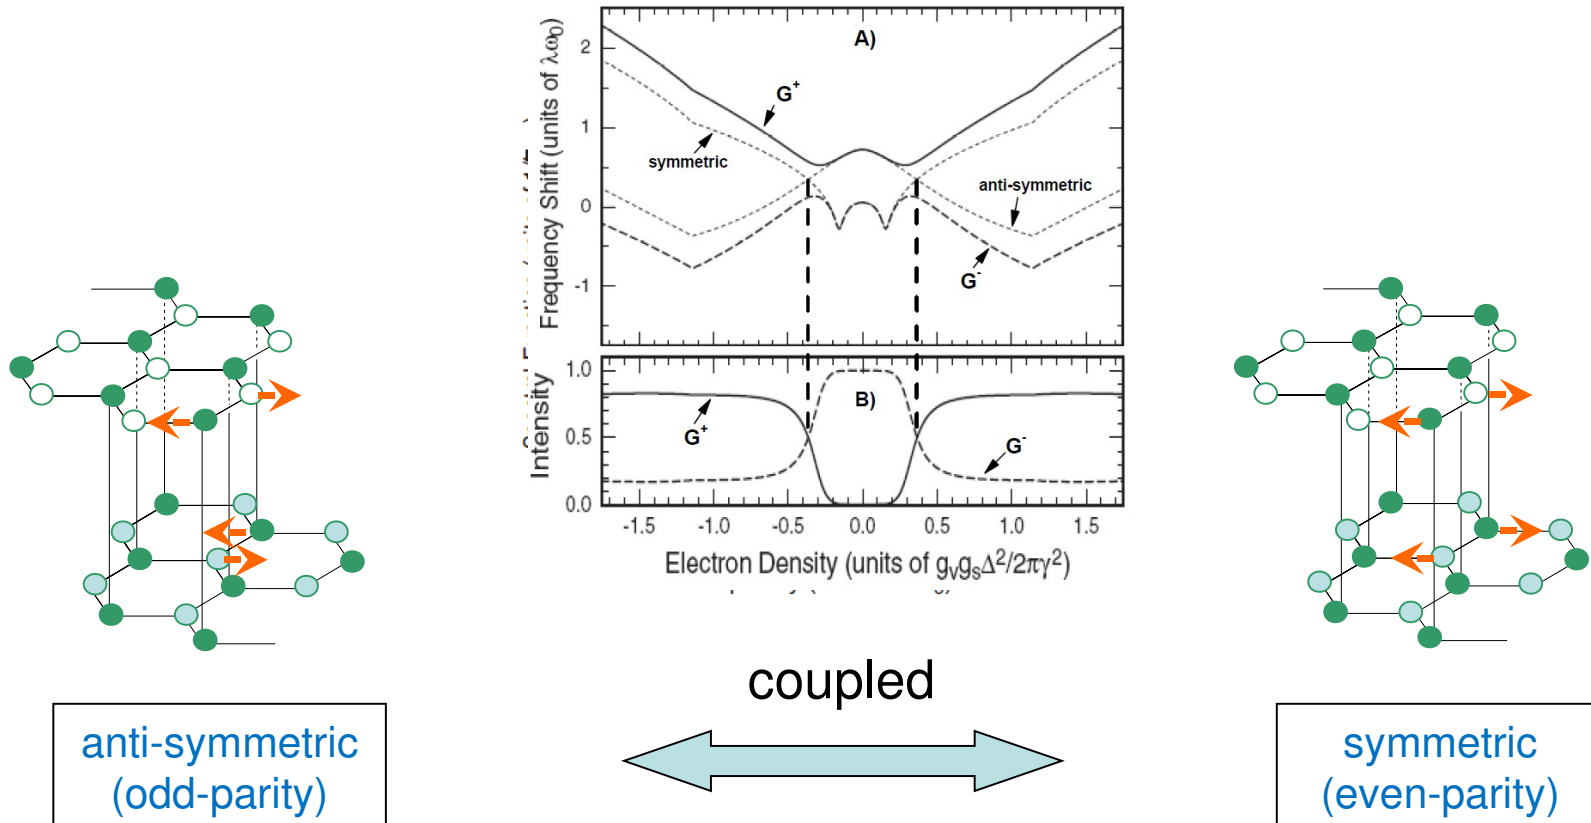 A)
Frequency Shift (units of λω₀)
2
1
0
-1
G⁺
symmetric
anti-symmetric
G⁻
B)
Intensity
1.0
0.5
0.0
G⁺
G⁻
-1.5 -1.0 -0.5 0.0 0.5 1.0 1.5
Electron Density (units of gᵥgₛΔ²/2πγ²)
coupled
anti-symmetric
(odd-parity)
symmetric
(even-parity)